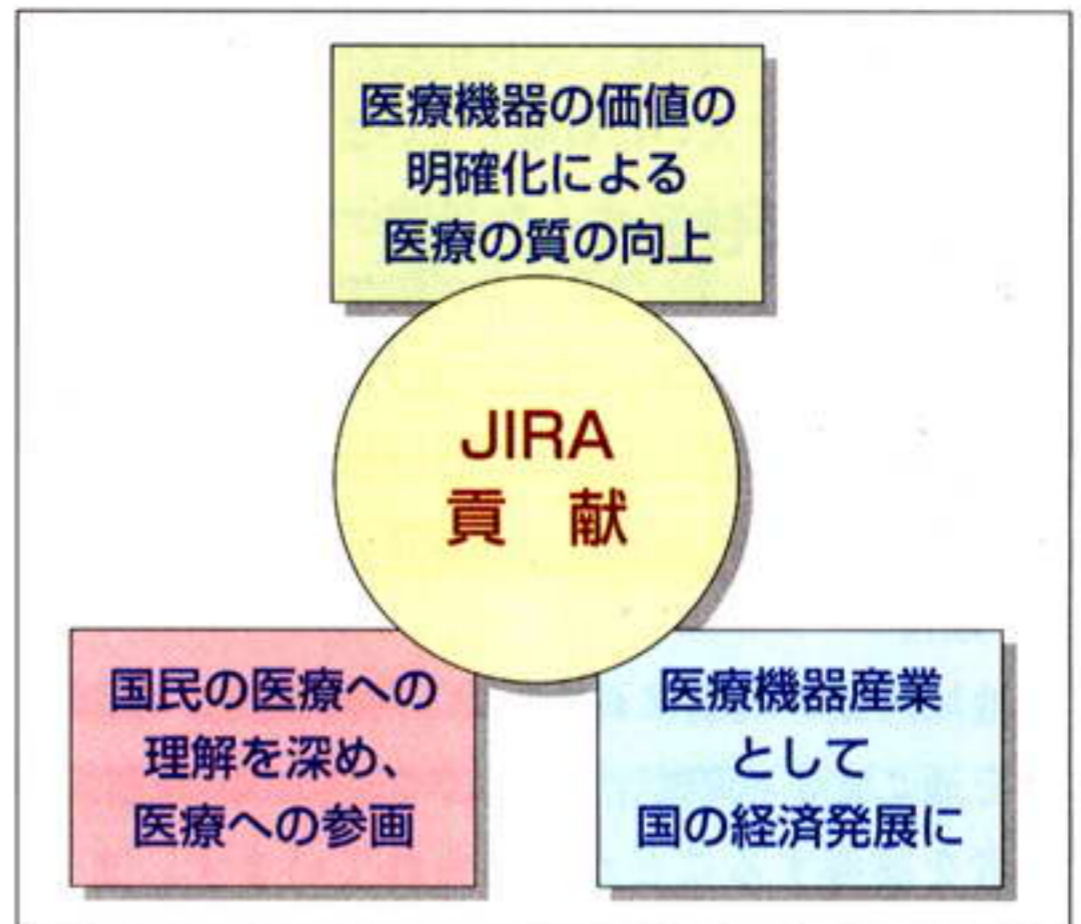 医療機器の価値の
明確化による
医療の質の向上
JIRA
貢　献
国民の医療への
理解を深め、
医療への参画
医療機器産業
として
国の経済発展に